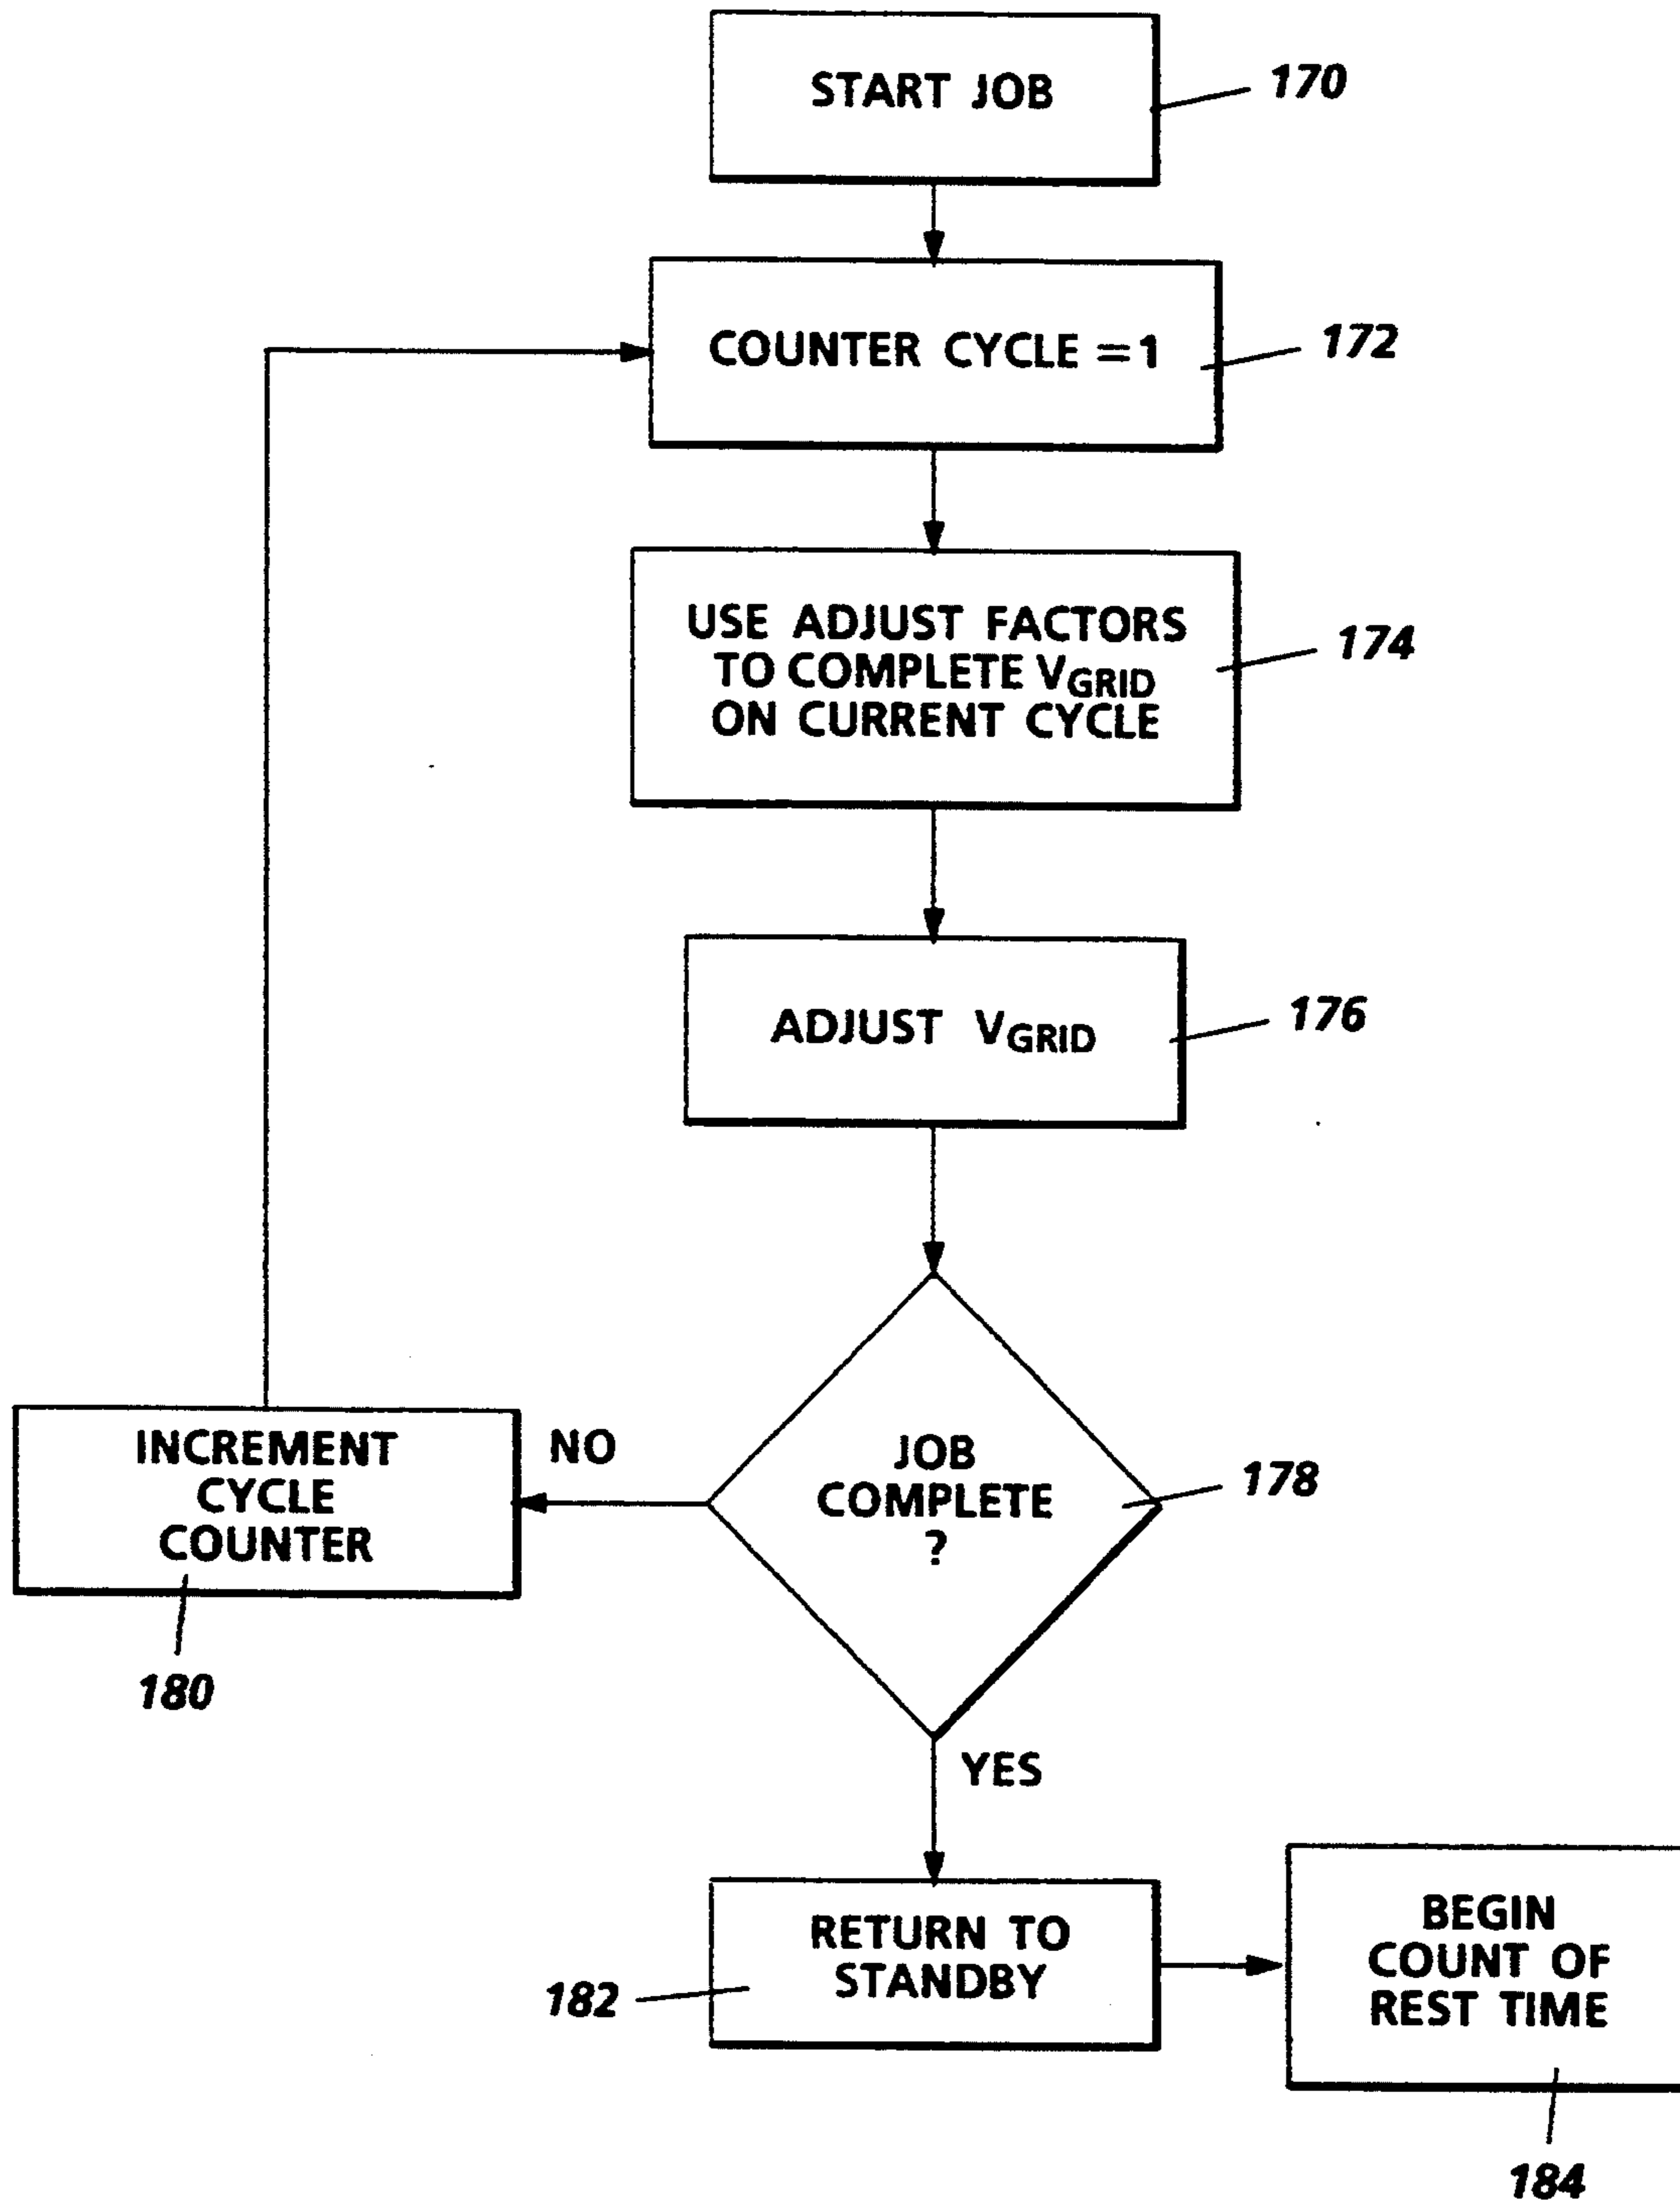 START JOB
170
COUNTER CYCLE = 1
172
USE ADJUST FACTORS
TO COMPLETE VGRID
ON CURRENT CYCLE
174
ADJUST VGRID
176
JOB
COMPLETE
?
178
NO
INCREMENT
CYCLE
COUNTER
180
YES
RETURN TO
STANDBY
182
BEGIN
COUNT OF
REST TIME
184